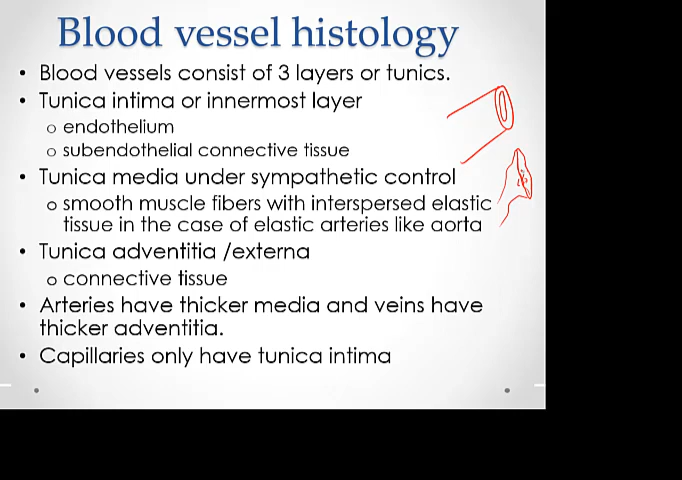 Blood vessel histology
• Blood vessels consist of 3 layers or tunics.
• Tunica intima or innermost layer
o endothelium
o subendothelial connective tissue
• Tunica media under sympathetic control
o smooth muscle fibers with interspersed elastic
tissue in the case of elastic arteries like aorta
• Tunica adventitia /externa
o connective tissue
• Arteries have thicker media and veins have
thicker adventitia.
• Capillaries only have tunica intima